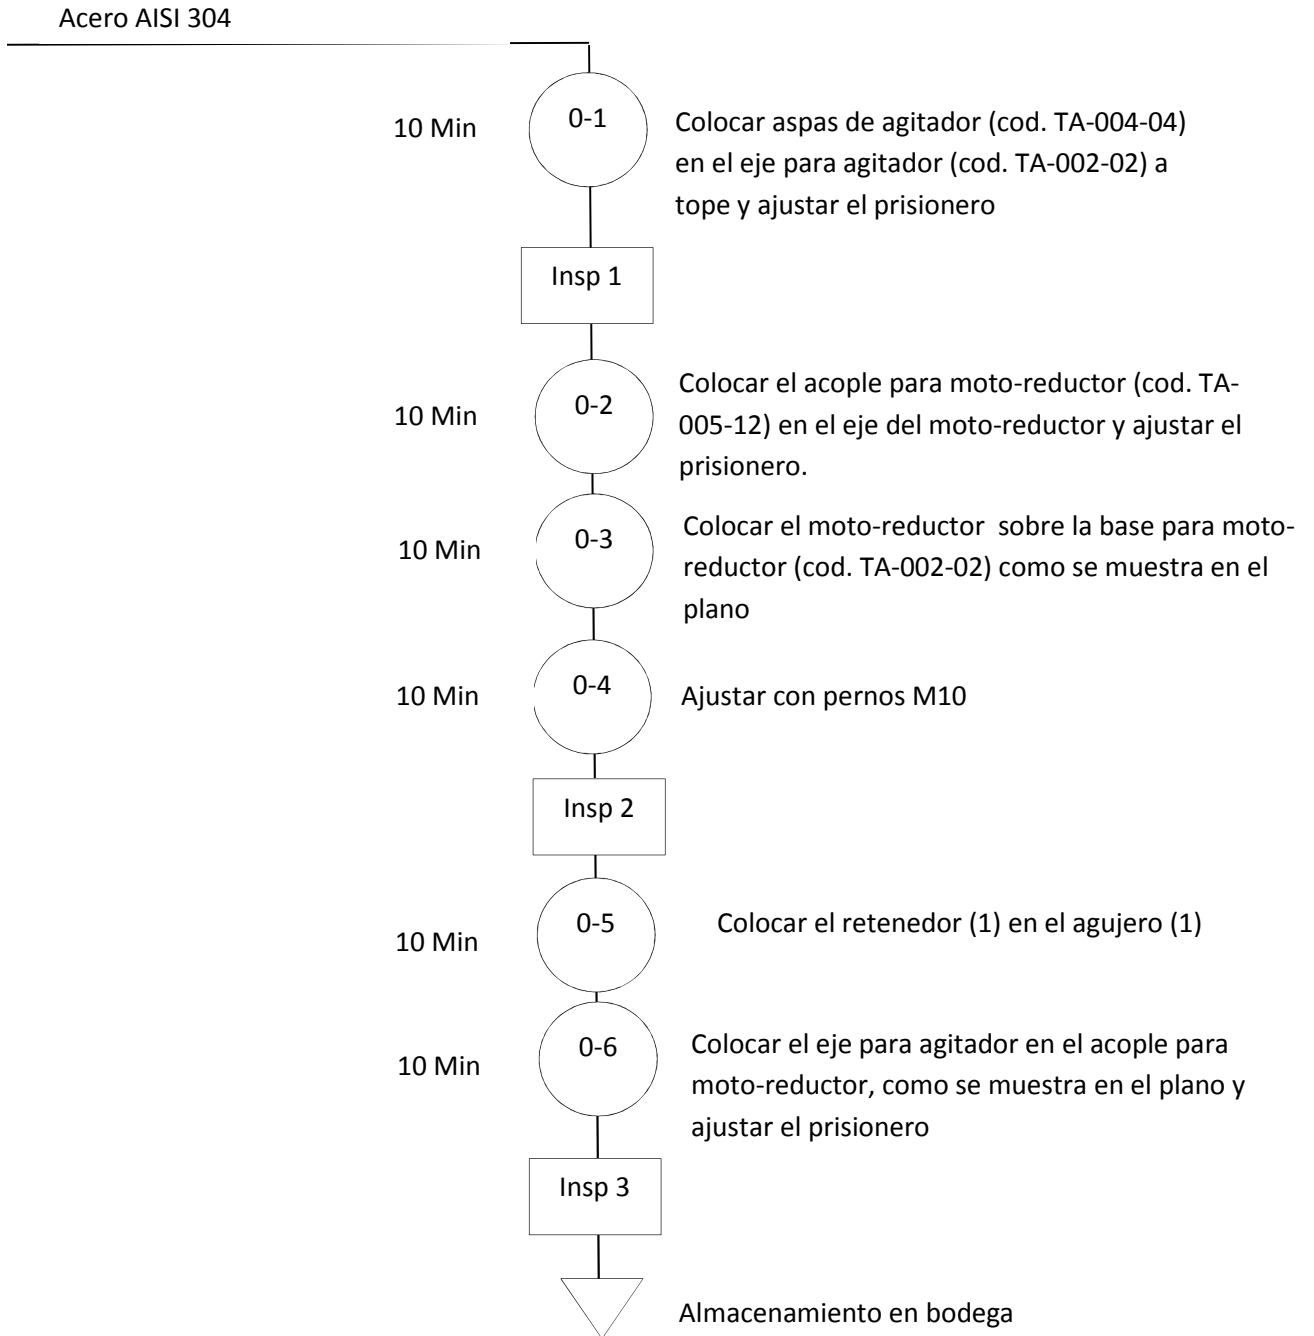 Acero AISI 304
10 Min
0-1
Colocar aspas de agitador (cod. TA-004-04)
en el eje para agitador (cod. TA-002-02) a
tope y ajustar el prisionero
Insp 1
10 Min
0-2
Colocar el acople para moto-reductor (cod. TA-
005-12) en el eje del moto-reductor y ajustar el
prisionero.
10 Min
0-3
Colocar el moto-reductor  sobre la base para moto-
reductor (cod. TA-002-02) como se muestra en el
plano
10 Min
0-4
Ajustar con pernos M10
Insp 2
10 Min
0-5
Colocar el retenedor (1) en el agujero (1)
10 Min
0-6
Colocar el eje para agitador en el acople para
moto-reductor, como se muestra en el plano y
ajustar el prisionero
Insp 3
Almacenamiento en bodega